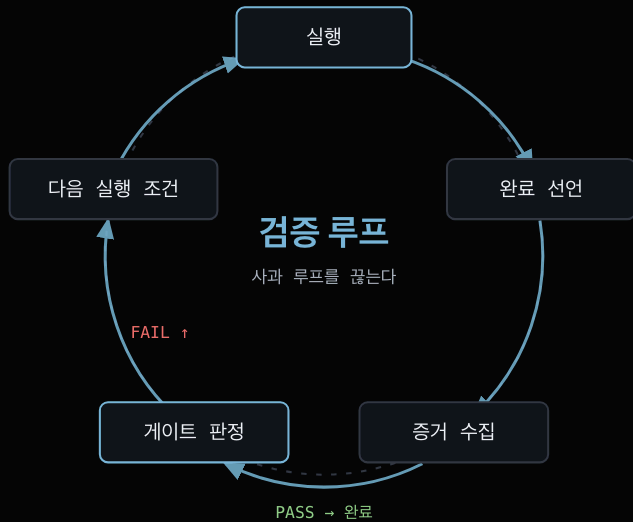 실행
다음 실행 조건
완료 선언
검증 루프
사과 루프를 끊는다
FAIL ↑
게이트 판정
증거 수집
PASS → 완료